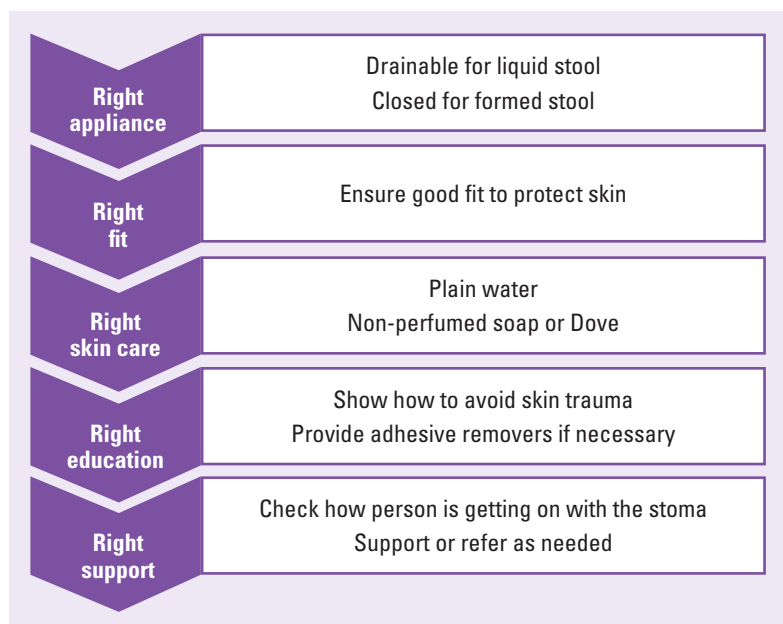 Right
appliance
Drainable for liquid stool
Closed for formed stool
Right
fit
Ensure good fit to protect skin
Right
skin care
Plain water
Non-perfumed soap or Dove
Right
education
Show how to avoid skin trauma
Provide adhesive removers if necessary
Right
support
Check how person is getting on with the stoma
Support or refer as needed